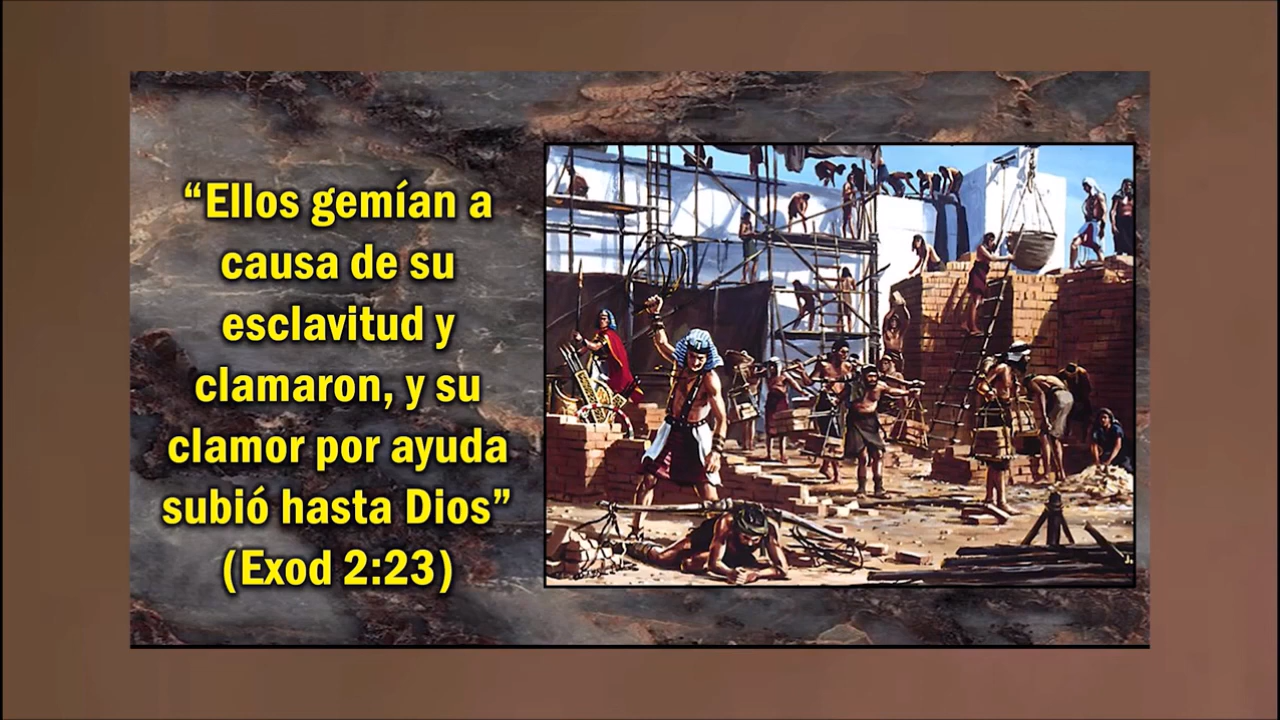 “Ellos gemían a
causa de su
esclavitud y
clamaron, y su
clamor por ayuda
subió hasta Dios”
(Exod 2:23)